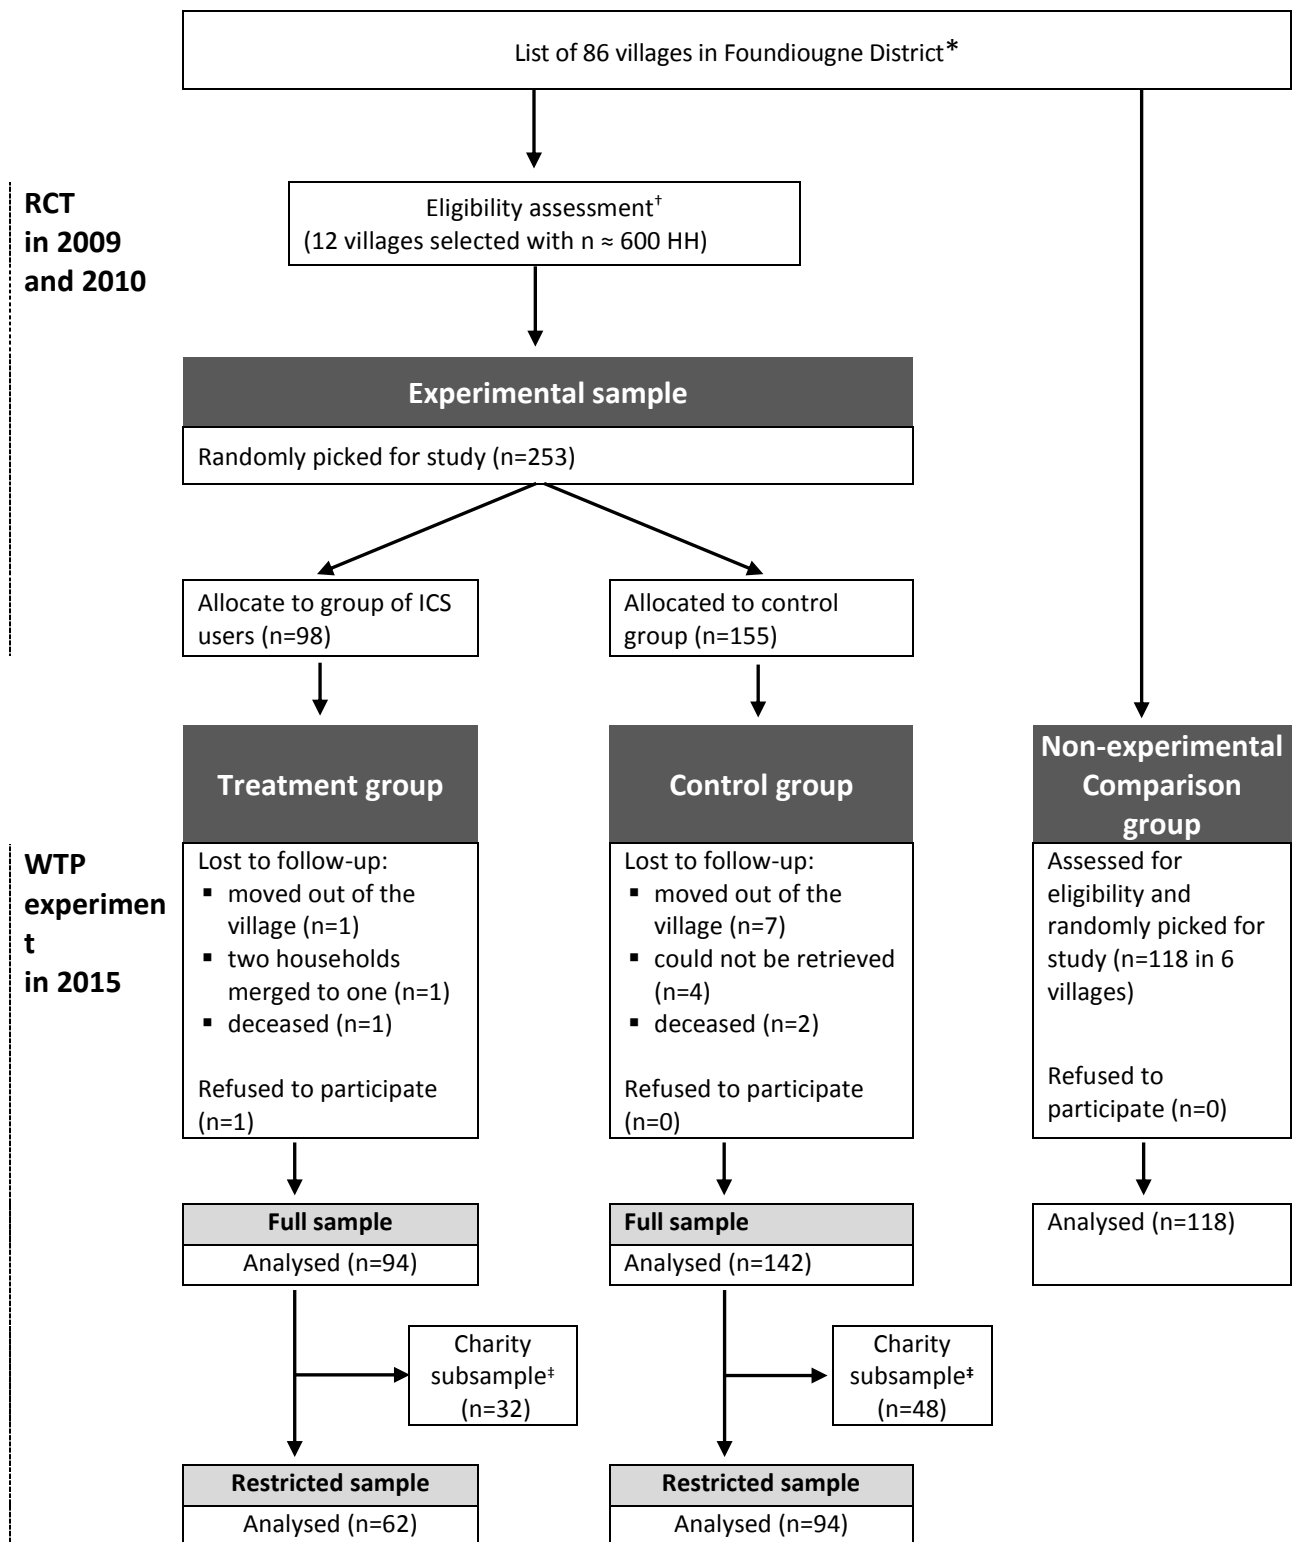 List of 86 villages in Foundiougne District*
RCT
in 2009
and 2010
Eligibility assessment†
(12 villages selected with n ≈ 600 HH)
Experimental sample
Randomly picked for study (n=253)
Allocate to group of ICS
users (n=98)
Allocated to control
group (n=155)
Treatment group
Control group
Non-experimental
Comparison
group
WTP
experimen
t
in 2015
Lost to follow-up:
▪ moved out of the
village (n=1)
▪ two households
merged to one (n=1)
▪ deceased (n=1)
Refused to participate
(n=1)
Lost to follow-up:
▪ moved out of the
village (n=7)
▪ could not be retrieved
(n=4)
▪ deceased (n=2)
Refused to participate
(n=0)
Assessed for
eligibility and
randomly picked for
study (n=118 in 6
villages)
Refused to
participate (n=0)
Full sample
Analysed (n=94)
Full sample
Analysed (n=142)
Analysed (n=118)
Charity
subsample‡
(n=32)
Charity
subsample‡
(n=48)
Restricted sample
Analysed (n=62)
Restricted sample
Analysed (n=94)